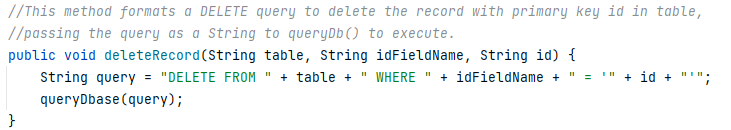 //This method formats a DELETE query to delete the record with primary key id in table,
//passing the query as a String to queryDb() to execute.
public void deleteRecord(String table, String idFieldName, String id) {
    String query = "DELETE FROM " + table + " WHERE " + idFieldName + " = '" + id + "'";
    queryDbase(query);
}